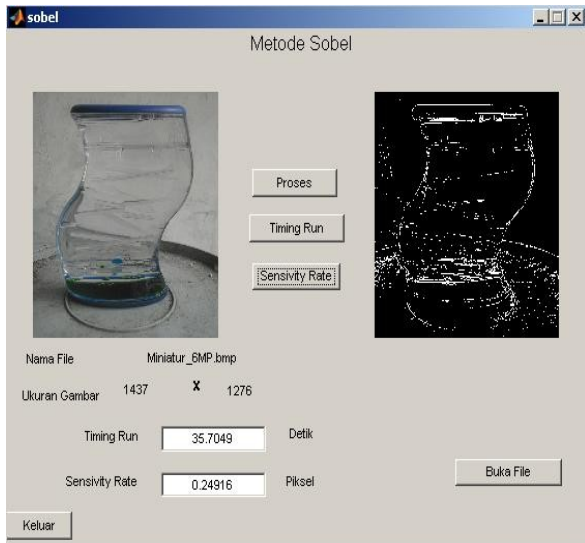 sobel
Metode Sobel
Proses
Timing Run
Sensivity Rate
Nama File Miniatur_6MP.bmp
Ukuran Gambar 1437 X 1276
Timing Run 35.7049 Detik
Sensivity Rate 0.24916 Piksel
Buka File
Keluar